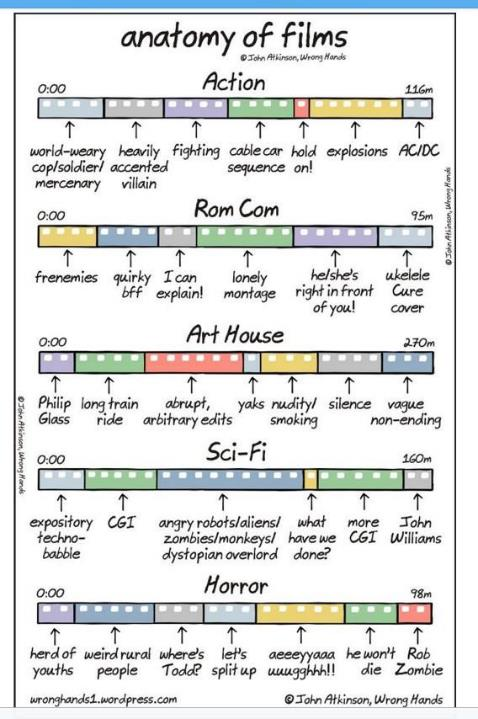 anatomy of films
© John Atkinson, Wrong Hands
Action
0:00 116m
world-weary heavily fighting cable car hold explosions AC/DC
cop/soldier/ accented sequence on!
mercenary villain
© John Atkinson, Wrong Hands
Rom Com
0:00 95m
frenemies quirky I can lonely he/she's ukelele
bff explain! montage right in front Cure
of you! cover
Art House
0:00 270m
Philip long train abrupt, yaks nudity/ silence vague
Glass ride arbitrary edits smoking non-ending
© John Atkinson, Wrong Hands
Sci-Fi
0:00 160m
expository CGI angry robots/aliens/ what more John
techno- zombies/monkeys/ have we CGI Williams
babble dystopian overlord done?
Horror
0:00 98m
herd of weird rural where's let's aeeeyyaaa he won't Rob
youths people Todd? split up uuugghhh!! die Zombie
wronghands1.wordpress.com © John Atkinson, Wrong Hands